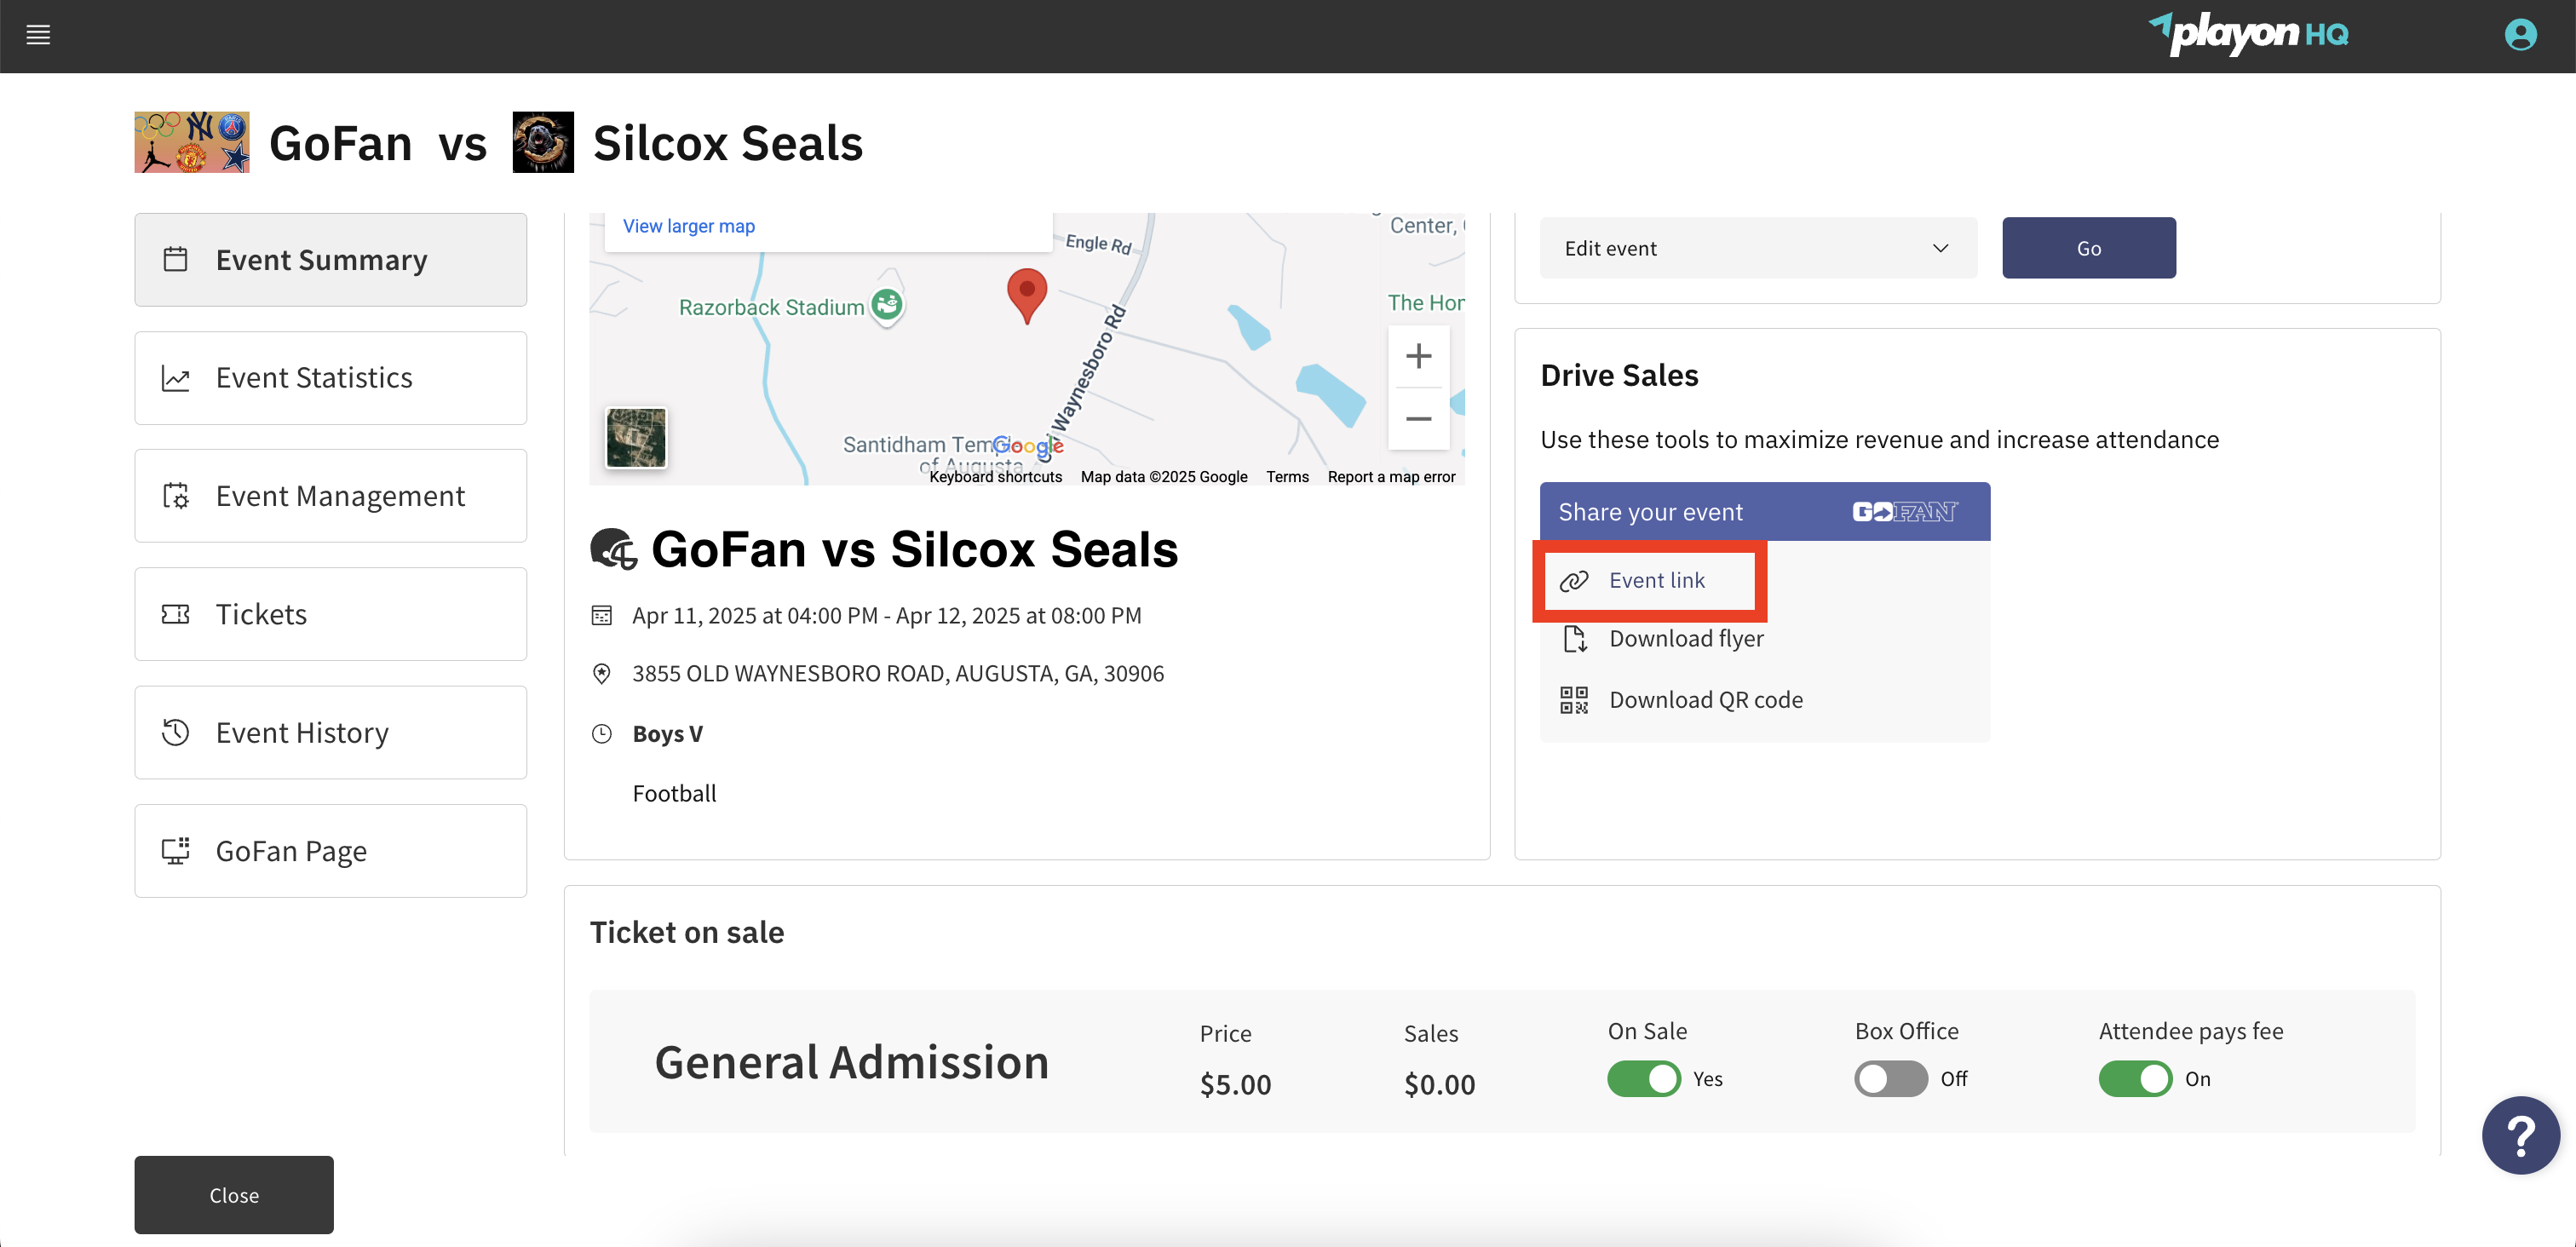 playon HQ
GoFan vs Silcox Seals
Event Summary
Event Statistics
Event Management
Tickets
Event History
GoFan Page
Close
View larger map
Engle Rd
Center,
Razorback Stadium
The Hom
Waynesboro Rd
Santidham Temple
of Augusta
Google
Keyboard shortcuts Map data ©2025 Google Terms Report a map error
GoFan vs Silcox Seals
Apr 11, 2025 at 04:00 PM - Apr 12, 2025 at 08:00 PM
3855 OLD WAYNESBORO ROAD, AUGUSTA, GA, 30906
Boys V
Football
Edit event
Go
Drive Sales
Use these tools to maximize revenue and increase attendance
Share your event GOFAN
Event link
Download flyer
Download QR code
Ticket on sale
General Admission
Price
$5.00
Sales
$0.00
On Sale
Yes
Box Office
Off
Attendee pays fee
On
?